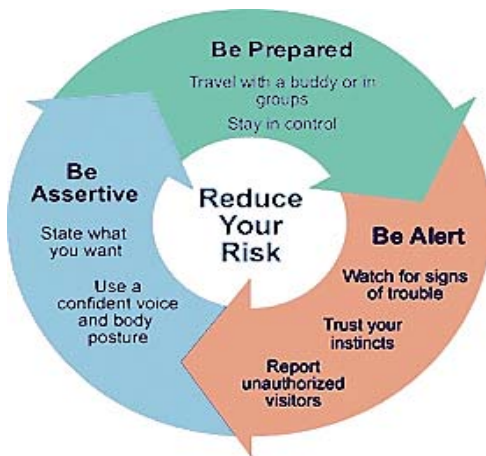 Be Prepared
Travel with a buddy or in
groups
Stay in control
Be Alert
Watch for signs
of trouble
Trust your
instincts
Report
unauthorized
visitors
Be
Assertive
State what
you want
Use a
confident voice
and body
posture
Reduce
Your
Risk